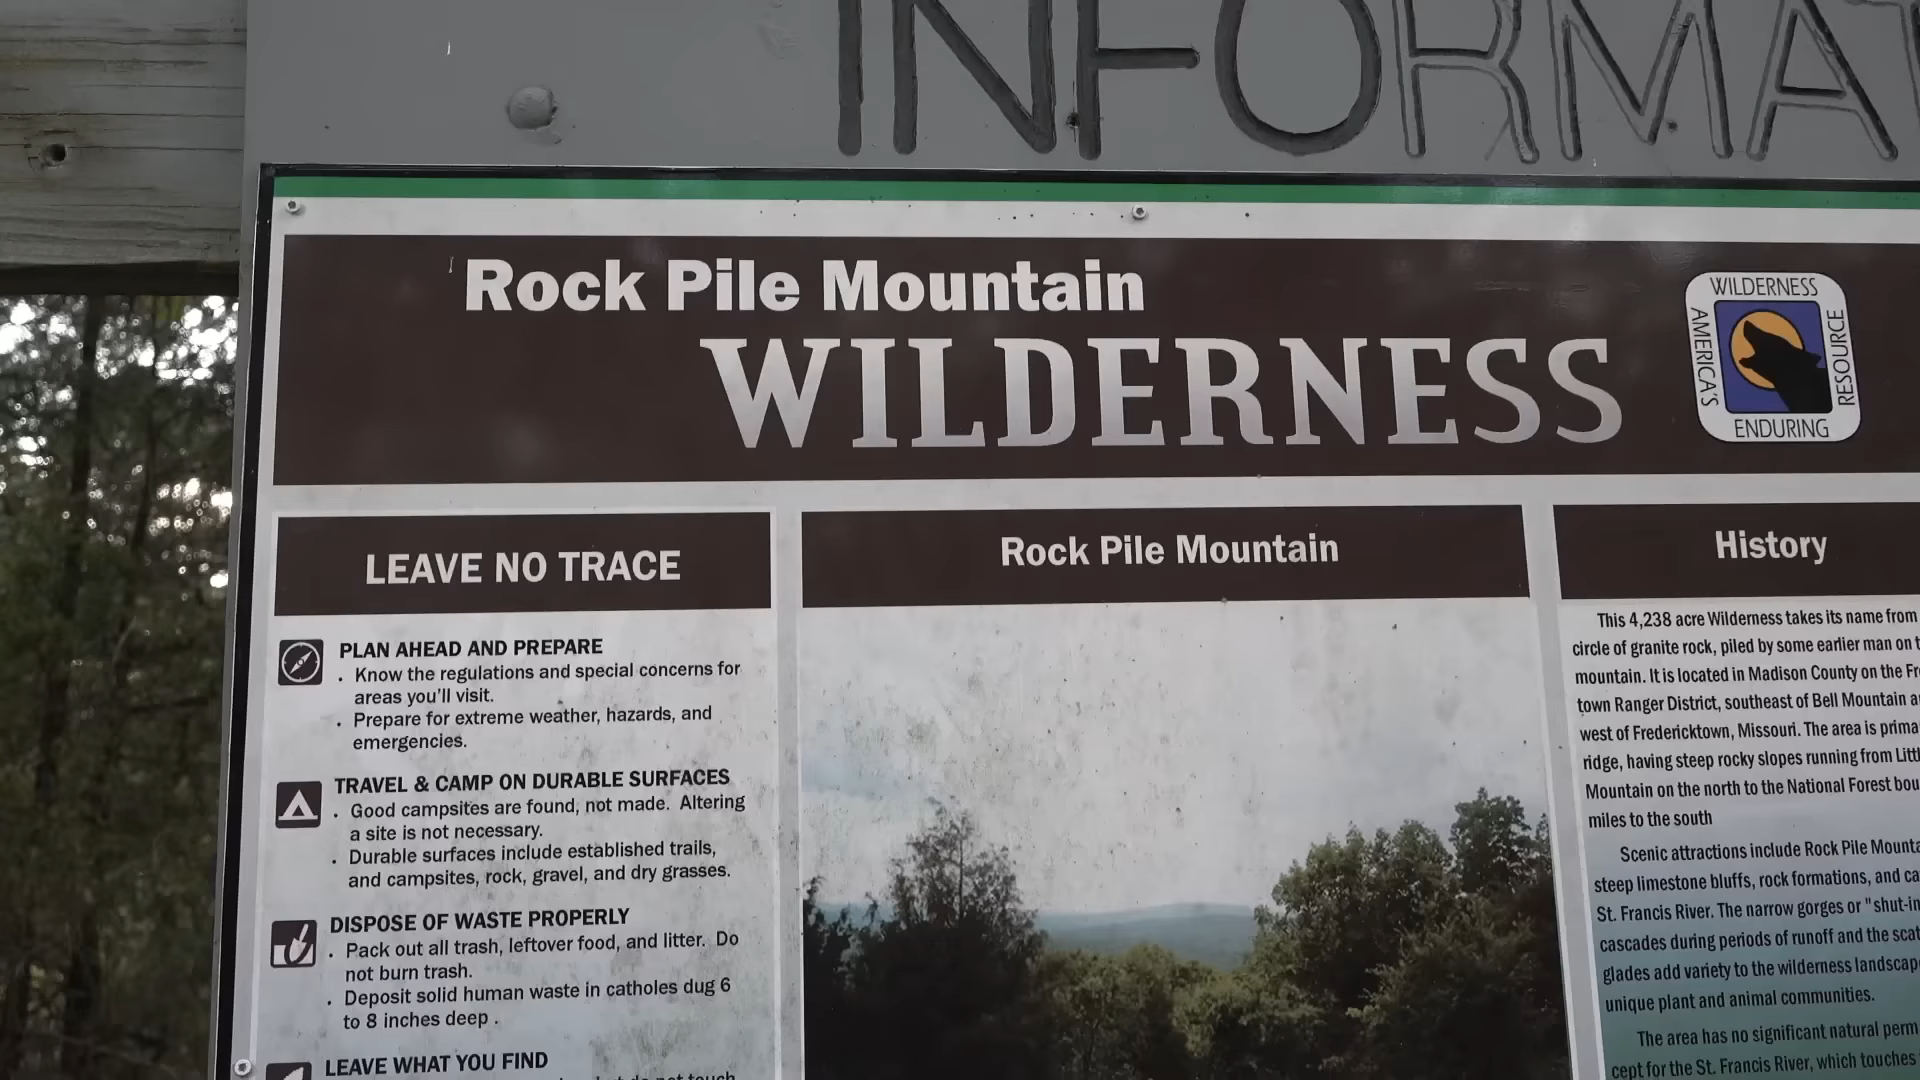 INFORMAT
Rock Pile Mountain
WILDERNESS
WILDERNESS
AMERICA'S
RESOURCE
ENDURING
LEAVE NO TRACE
PLAN AHEAD AND PREPARE
. Know the regulations and special concerns for
areas you'll visit.
. Prepare for extreme weather, hazards, and
emergencies.
TRAVEL & CAMP ON DURABLE SURFACES
. Good campsites are found, not made. Altering
a site is not necessary.
. Durable surfaces include established trails,
and campsites, rock, gravel, and dry grasses.
DISPOSE OF WASTE PROPERLY
. Pack out all trash, leftover food, and litter. Do
not burn trash.
. Deposit solid human waste in catholes dug 6
to 8 inches deep .
LEAVE WHAT YOU FIND
Rock Pile Mountain
History
This 4,238 acre Wilderness takes its name from
circle of granite rock, piled by some earlier man on t
mountain. It is located in Madison County on the Fr
town Ranger District, southeast of Bell Mountain a
west of Fredericktown, Missouri. The area is prima
ridge, having steep rocky slopes running from Litt
Mountain on the north to the National Forest bou
miles to the south
Scenic attractions include Rock Pile Mounta
steep limestone bluffs, rock formations, and ca
St. Francis River. The narrow gorges or "shut-in
cascades during periods of runoff and the scat
glades add variety to the wilderness landscap
unique plant and animal communities.
The area has no significant natural perm
cept for the St. Francis River, which touches